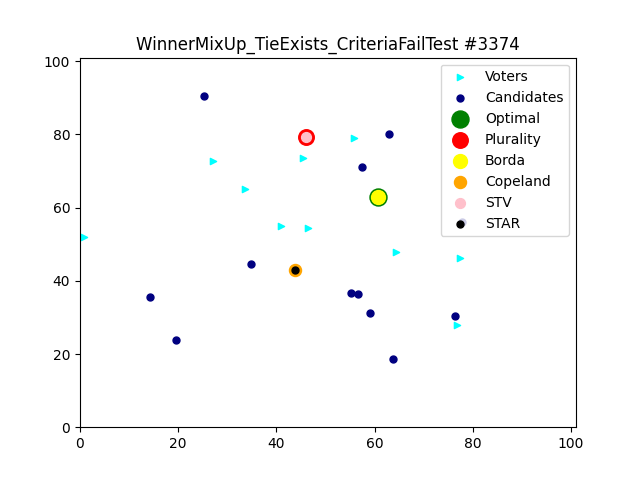 WinnerMixUp_TieExists_CriteriaFailTest #3374
100
80
60
40
20
0
0
20
40
60
80
100
Voters
Candidates
Optimal
Plurality
Borda
Copeland
STV
STAR